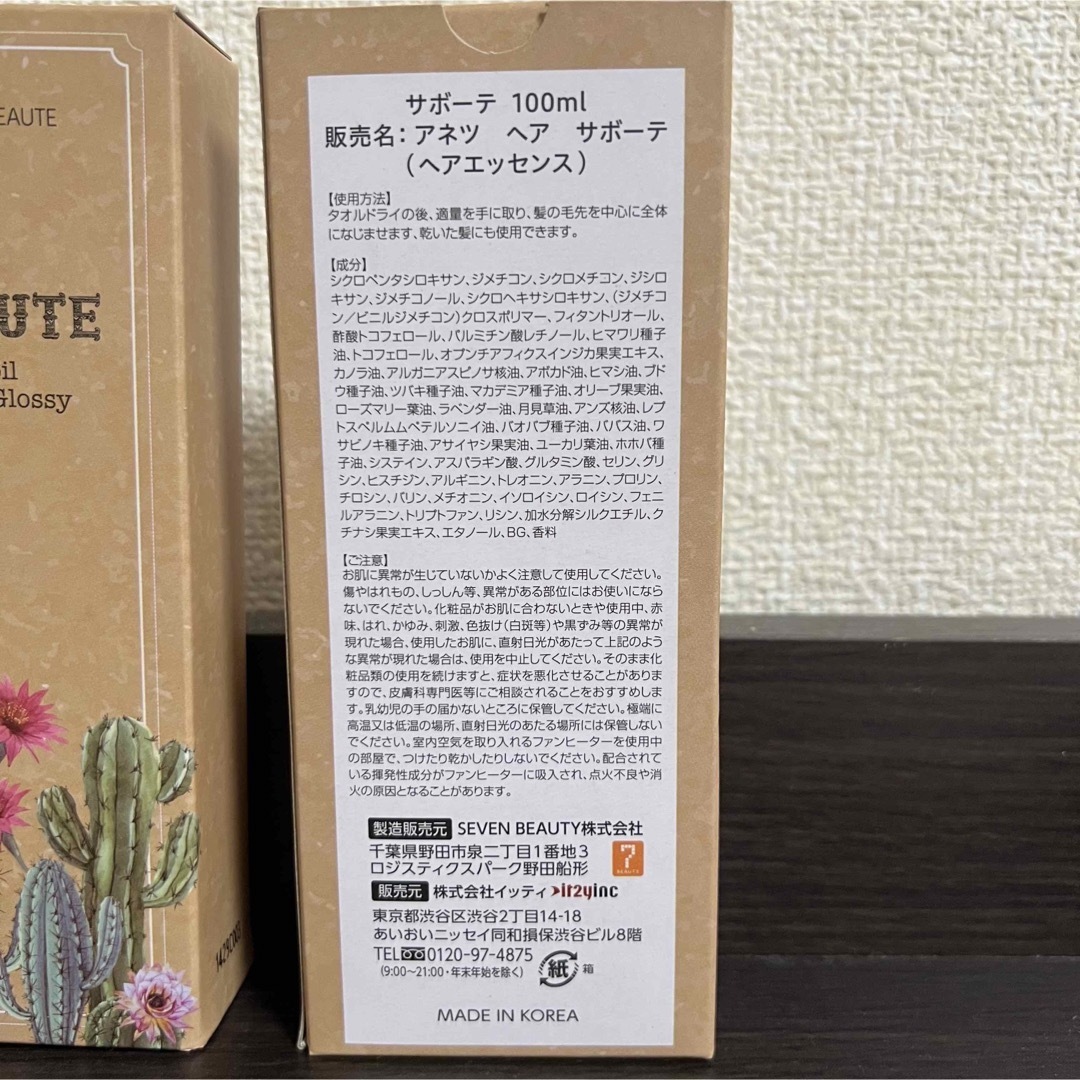 EAUTE
UTE
oil
Glossy
サボーテ 100ml
販売名：アネツ ヘア サボーテ
(ヘアエッセンス)
【使用方法】
タオルドライの後、適量を手に取り、髪の毛先を中心に全体
になじませます、乾いた髪にも使用できます。
【成分】
シクロペンタシロキサン、ジメチコン、シクロメチコン、ジシロ
キサン、ジメチコノール、シクロヘキサシロキサン、(ジメチコ
ン/ビニルジメチコン)クロスポリマー、フィタントリオール、
酢酸トコフェロール、パルミチン酸レチノール、ヒマワリ種子
油、トコフェロール、オプンチアフィクスインジカ果実エキス、
カノラ油、アルガニアスピノサ核油、アボカド油、ヒマシ油、ブド
ウ種子油、ツバキ種子油、マカデミア種子油、オリーブ果実油、
ローズマリー葉油、ラベンダー油、月見草油、アンズ核油、レプ
トスペルムムペテルソニイ油、バオバブ種子油、ババス油、ワ
サビノキ種子油、アサイヤシ果実油、ユーカリ葉油、ホホバ種
子油、システイン、アスパラギン酸、グルタミン酸、セリン、グリ
シン、ヒスチジン、アルギニン、トレオニン、アラニン、プロリン、
チロシン、バリン、メチオニン、イソロイシン、ロイシン、フェニ
ルアラニン、トリプトファン、リシン、加水分解シルクエチル、ク
チナシ果実エキス、エタノール、BG、香料
【ご注意】
お肌に異常が生じていないかよく注意して使用してください。
傷やはれもの、しっしん等、異常がある部位にはお使いになら
ないでください。化粧品がお肌に合わないときや使用中、赤
味、はれ、かゆみ、刺激、色抜け(白斑等)や黒ずみ等の異常が
現れた場合、使用したお肌に、直射日光があたって上記のよう
な異常が現れた場合は、使用を中止してください。そのまま化
粧品類の使用を続けますと、症状を悪化させることがあります
ますので、皮膚科専門医等にご相談されることをおすすめしま
す。乳幼児の手の届かないところに保管してください。極端に
高温又は低温の場所、直射日光のあたる場所には保管しない
でください。室内空気を取り入れるファンヒーターを使用中
の部屋で、つけたり乾かしたりしないでください。配合されて
いる揮発性成分がファンヒーターに吸入され、点火不良や消
火の原因となることがあります。
製造販売元 SEVEN BEAUTY株式会社
千葉県野田市泉二丁目1番地3
ロジスティクスパーク野田船形
7
BEAUTE
販売元 株式会社イッティ it2yinc
東京都渋谷区渋谷2丁目14-18
あいおいニッセイ同和損保渋谷ビル8階
TEL 0120-97-4875
(9:00～21:00・年末年始を除く)
紙 箱
MADE IN KOREA